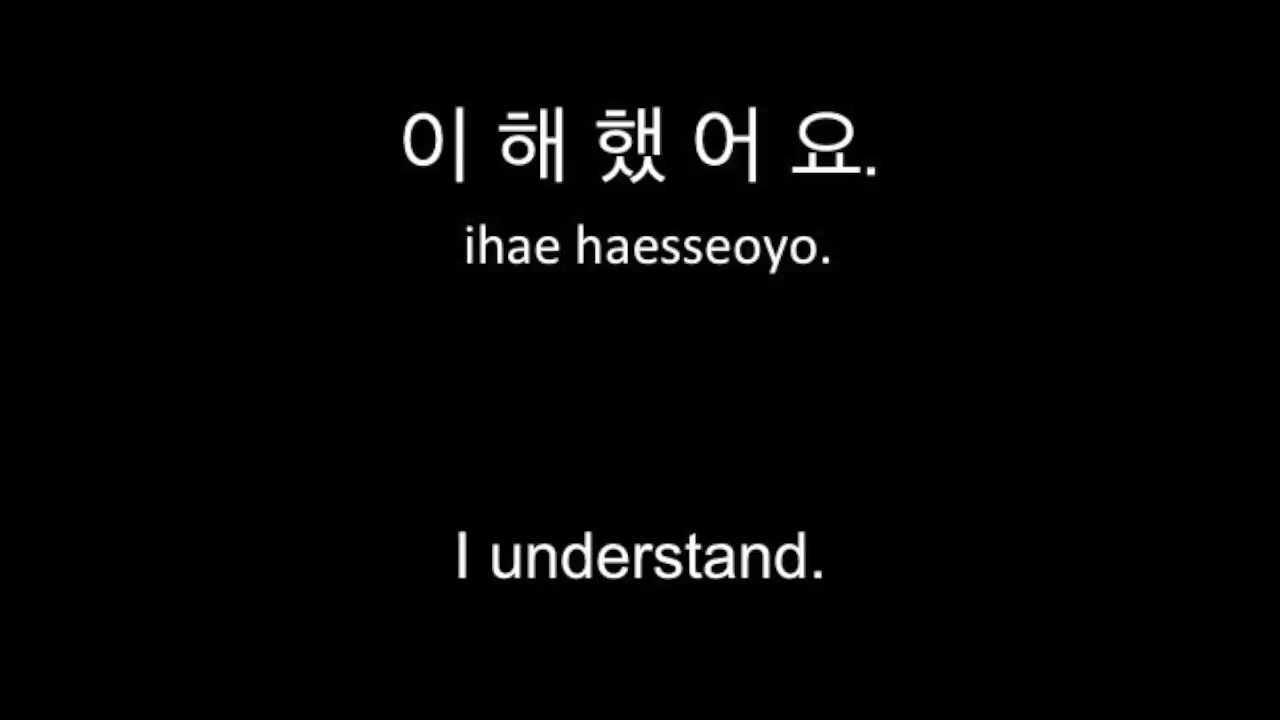 이 해 했 어 요.
ihae haesseoyo.
I understand.